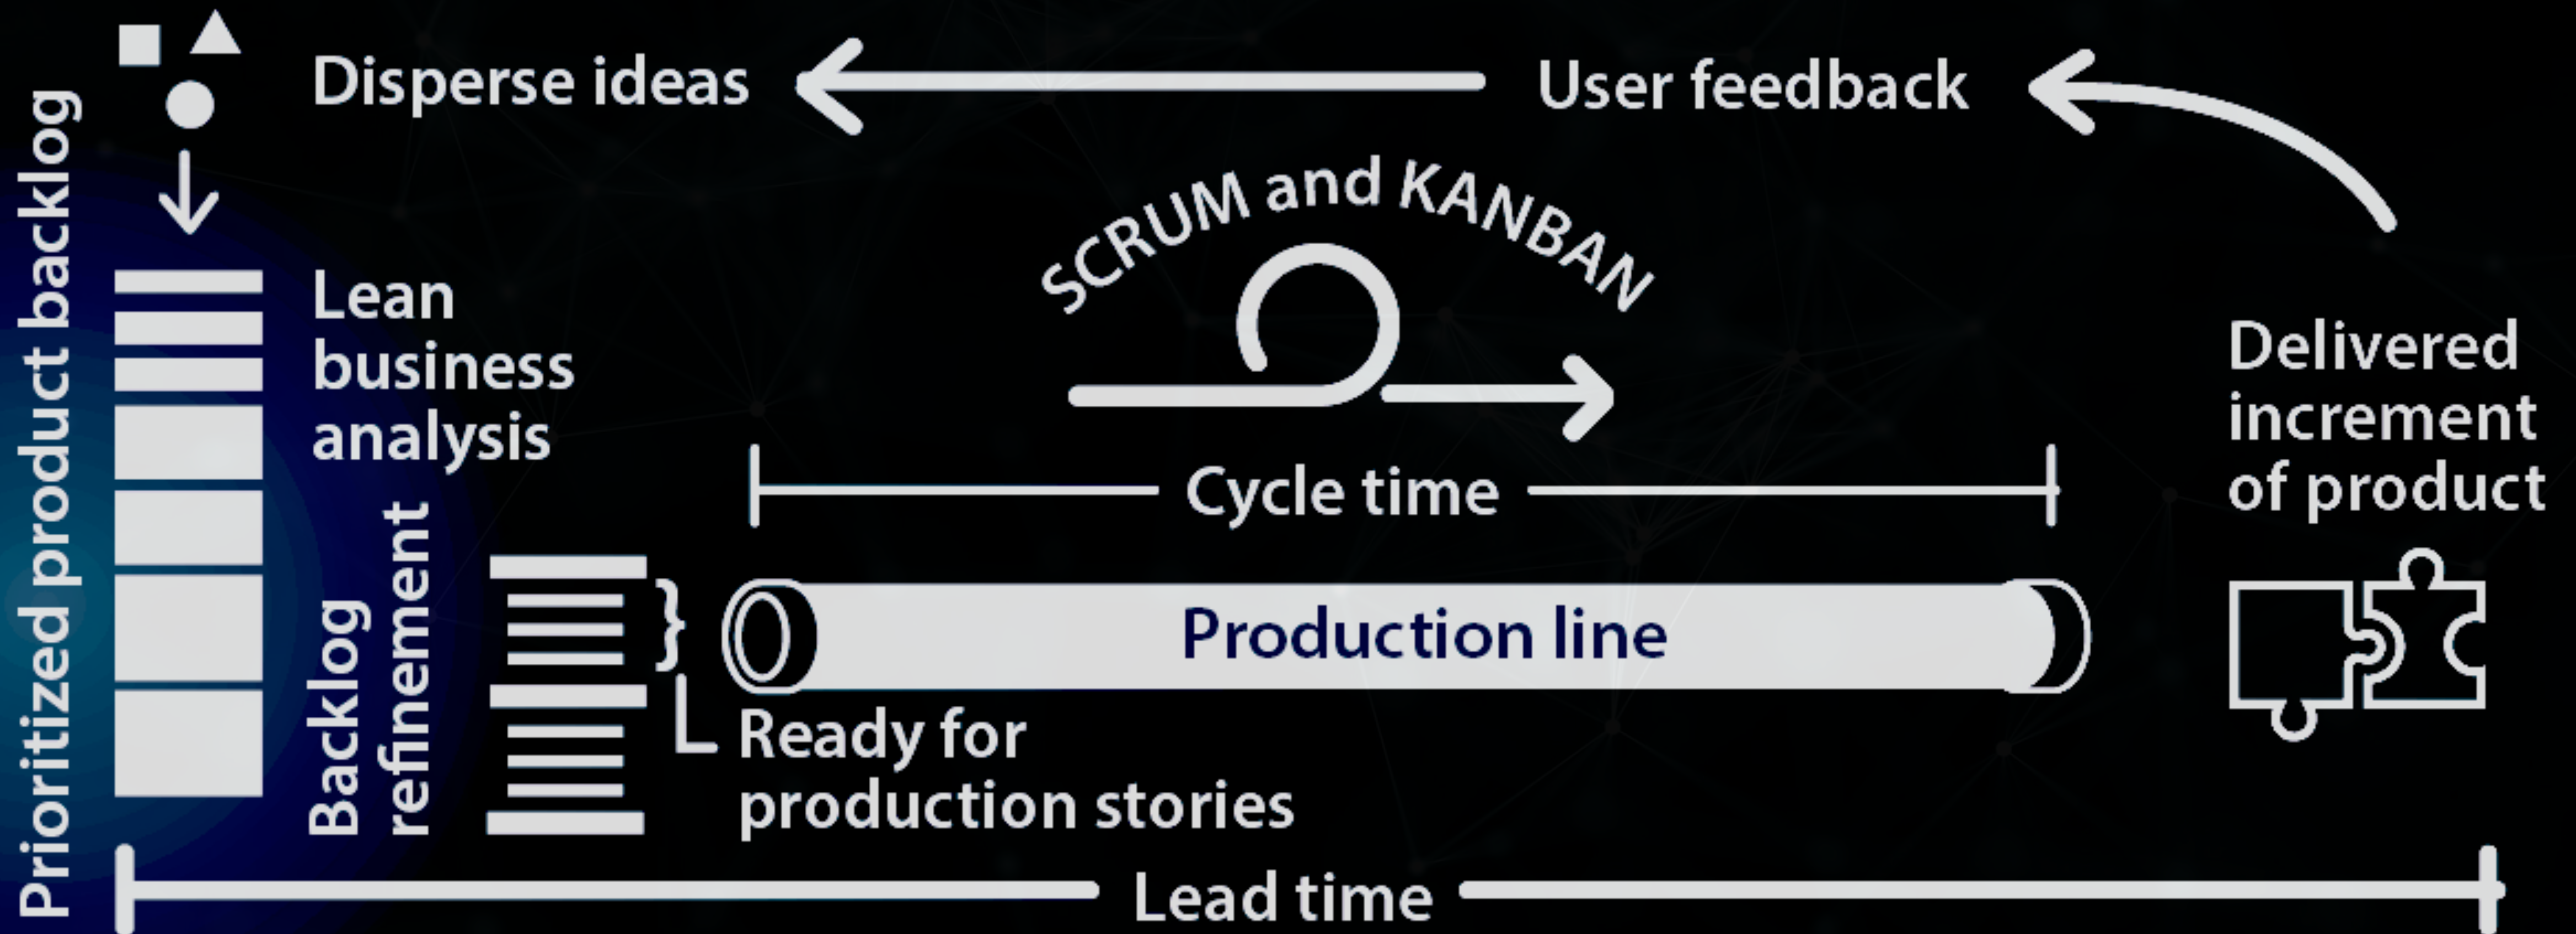 Prioritized product backlog
Disperse ideas
User feedback
SCRUM and KANBAN
Lean
business
analysis
Delivered
increment
of product
Cycle time
Backlog
refinement
Production line
Ready for
production stories
Lead time